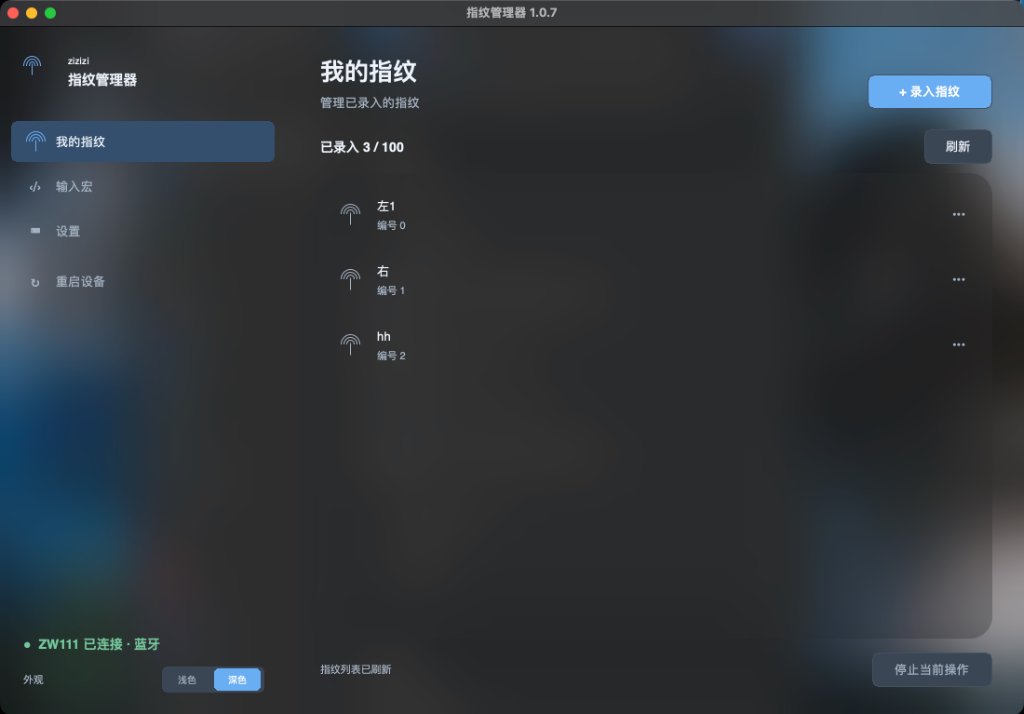 指纹管理器 1.0.7
zizizi
指纹管理器
我的指纹
输入宏
设置
重启设备
ZW111 已连接 · 蓝牙
外观
浅色
深色
我的指纹
管理已录入的指纹
+ 录入指纹
已录入 3 / 100
刷新
左1
编号 0
右
编号 1
hh
编号 2
指纹列表已刷新
停止当前操作